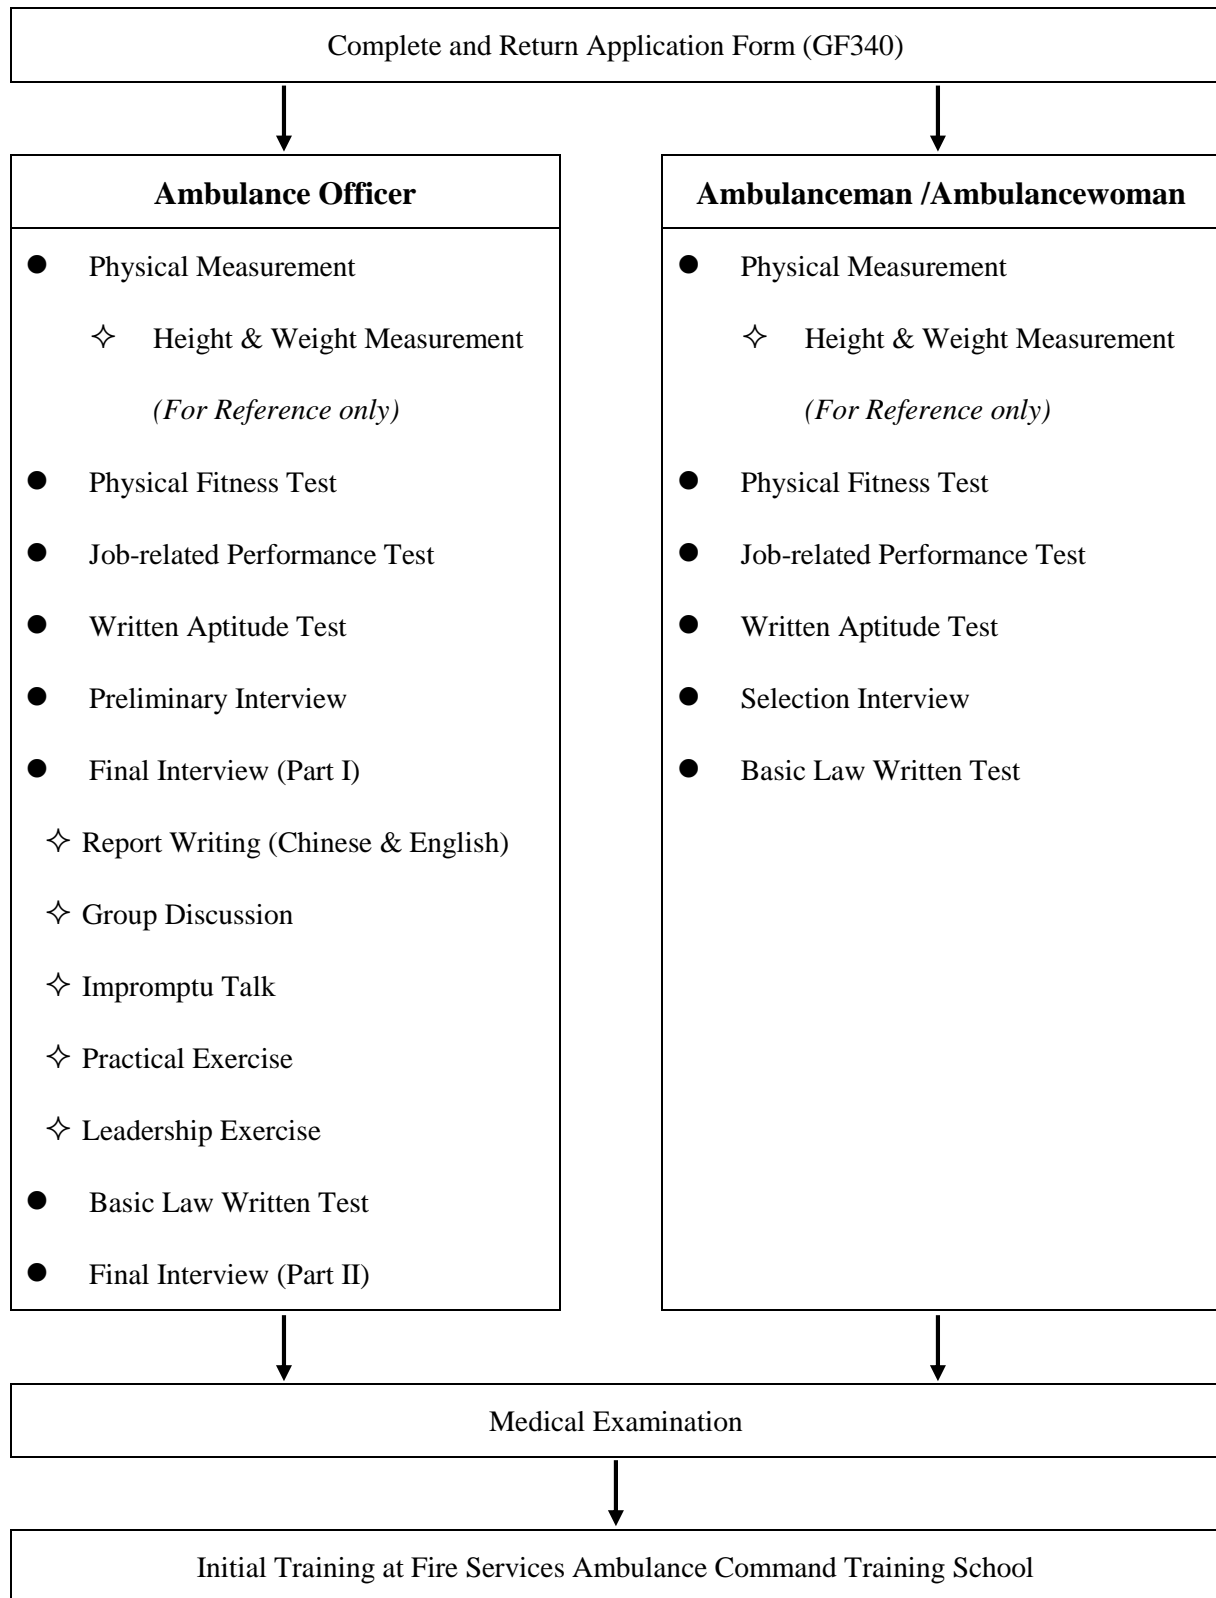 Complete and Return Application Form (GF340)
Ambulance Officer
● Physical Measurement
✧ Height & Weight Measurement
(For Reference only)
● Physical Fitness Test
● Job-related Performance Test
● Written Aptitude Test
● Preliminary Interview
● Final Interview (Part I)
✧ Report Writing (Chinese & English)
✧ Group Discussion
✧ Impromptu Talk
✧ Practical Exercise
✧ Leadership Exercise
● Basic Law Written Test
● Final Interview (Part II)
Ambulanceman /Ambulancewoman
● Physical Measurement
✧ Height & Weight Measurement
(For Reference only)
● Physical Fitness Test
● Job-related Performance Test
● Written Aptitude Test
● Selection Interview
● Basic Law Written Test
Medical Examination
Initial Training at Fire Services Ambulance Command Training School